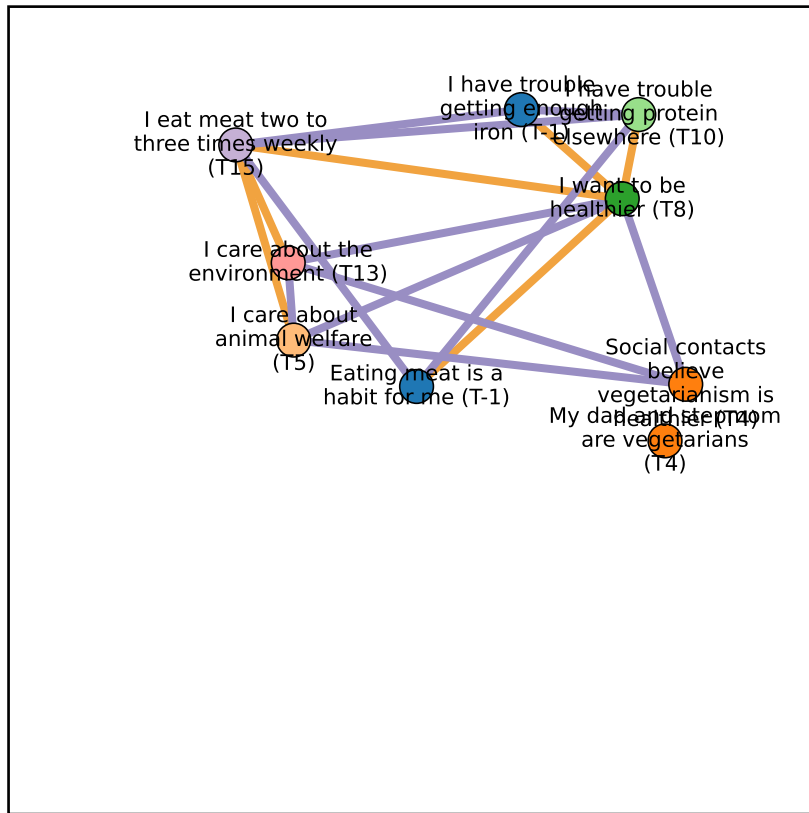 I have trouble
getting enough
iron (T-1)
I have trouble
getting protein
elsewhere (T10)
I eat meat two to
three times weekly
(T15)
I want to be
healthier (T8)
I care about the
environment (T13)
I care about
animal welfare
(T5)
Eating meat is a
habit for me (T-1)
Social contacts
believe
vegetarianism is
healthier (T4)
My dad and stepmom
are vegetarians
(T4)